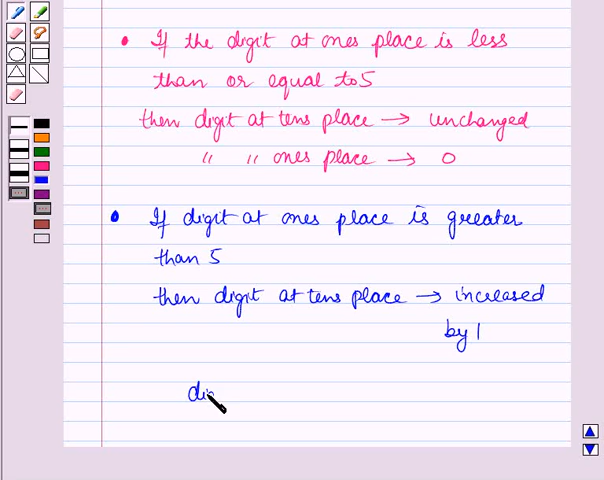 • If the digit at ones place is less
than or equal to 5
then digit at tens place → unchanged
〃 〃 ones place → 0
• If digit at ones place is greater
than 5
then digit at tens place → increased
by 1
di